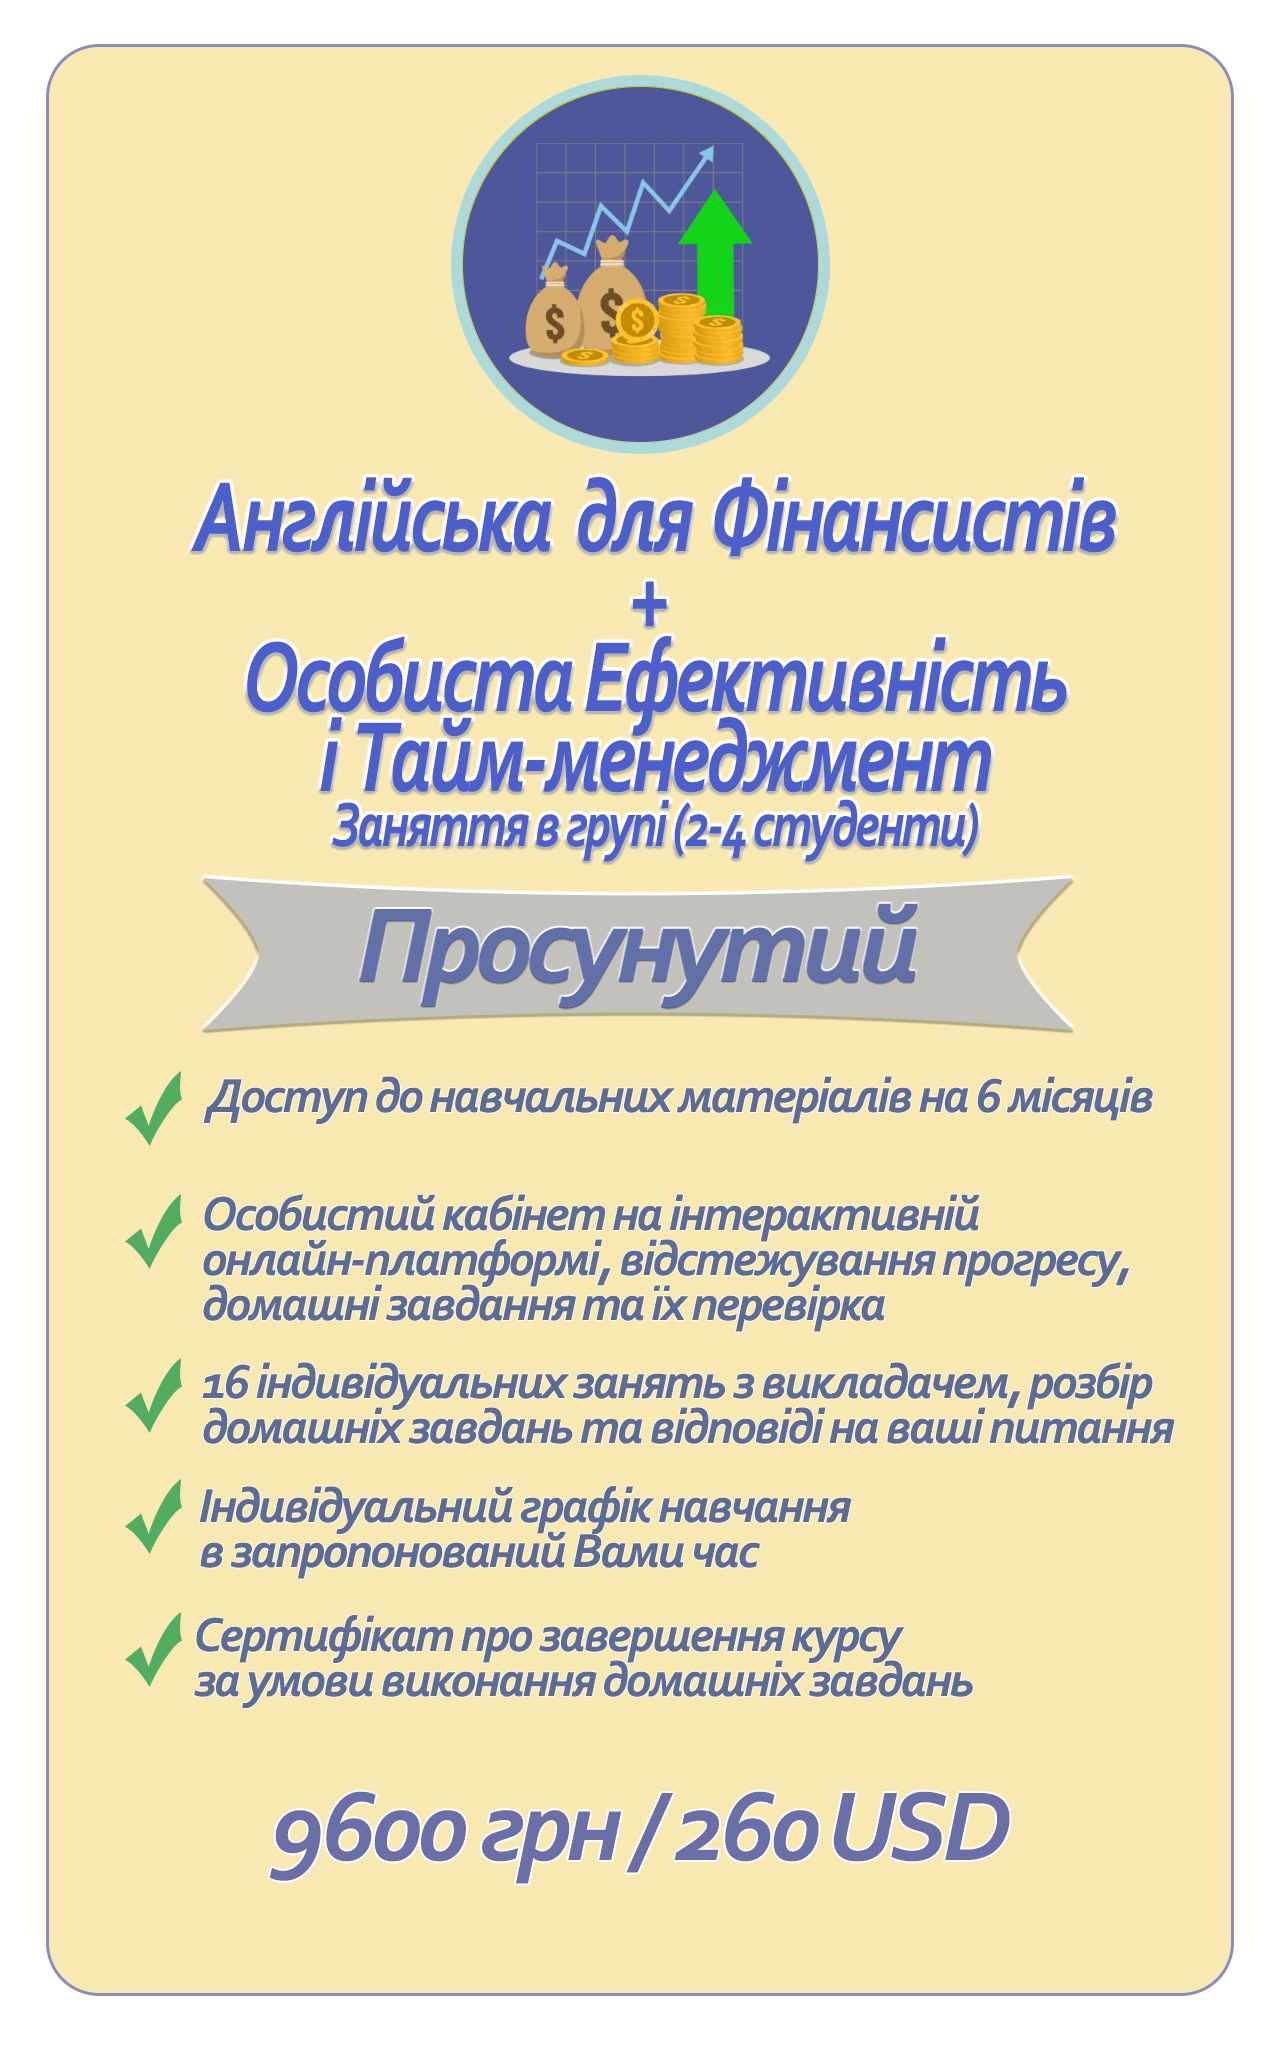 Англійська для Фінансистів
+
Особиста Ефективність
і Тайм-менеджмент
Заняття в групі (2-4 студенти)
Просунутий
Доступ до навчальних матеріалів на 6 місяців
Особистий кабінет на інтерактивній
онлайн-платформі, відстежування прогресу,
домашні завдання та їх перевірка
16 індивідуальних занять з викладачем, розбір
домашніх завдань та відповіді на ваші питання
Індивідуальний графік навчання
в запропонований Вами час
Сертифікат про завершення курсу
за умови виконання домашніх завдань
9600 грн / 260 USD